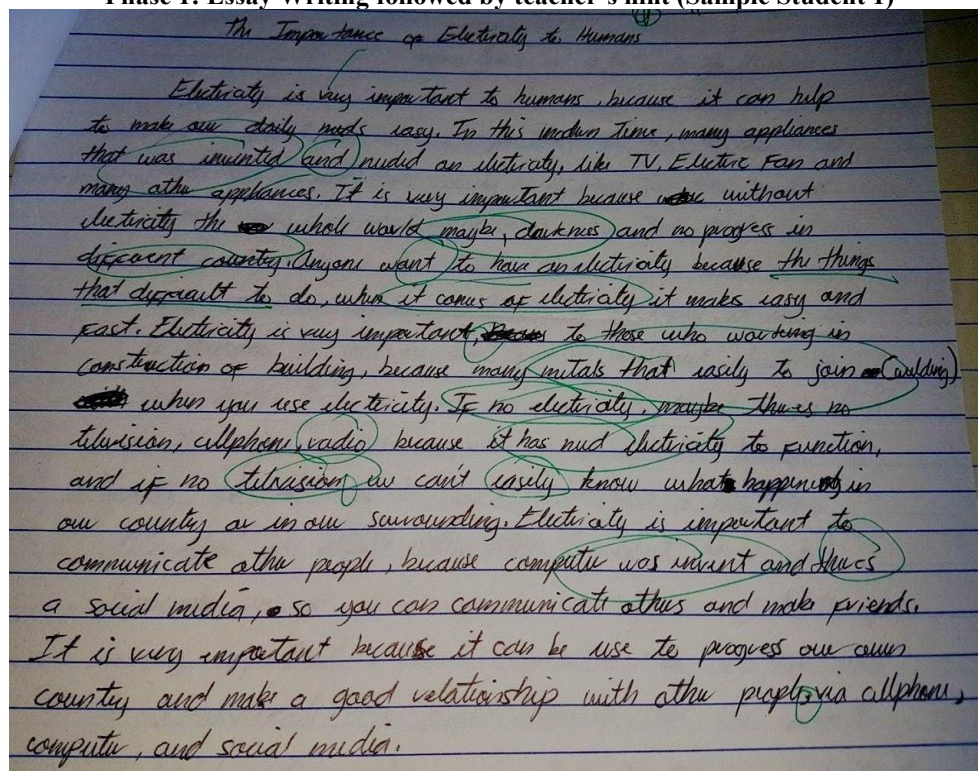 Phase 1: Essay Writing followed by teacher's hint (Sample Student 1)
The Importance of Electricity to Humans
Electricity is very important to humans, because it can help
to make our daily needs easy. In this modern Time, many appliances
that was invented and needed an electricity, like TV, Electric Fan and
many other appliances. It is very important because without
electricity the whole world maybe, darkness and no progress in
different country. Anyone want to have an electricity because the things
that difficult to do, when it comes of electricity it makes easy and
fast. Electricity is very important, to those who working in
construction of building, because many metals that easily to join (welding)
when you use electricity. If no electricity, maybe there's no
television, cellphone, radio because it has need electricity to function,
and if no television, we can't easily know what happening in
our country or in our surrounding. Electricity is important to
communicate other people, because computer was invent and there's
a social media, so you can communicate others and make friends.
It is very important because it can be use to progress our own
country and make a good relationship with other people, via cellphone,
computer, and social media.